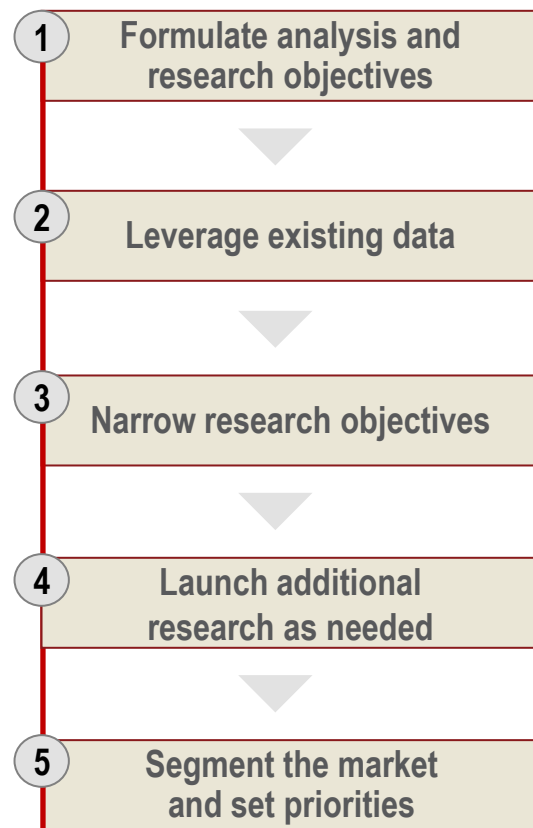 1
Formulate analysis and
research objectives
2
Leverage existing data
3
Narrow research objectives
4
Launch additional
research as needed
5
Segment the market
and set priorities